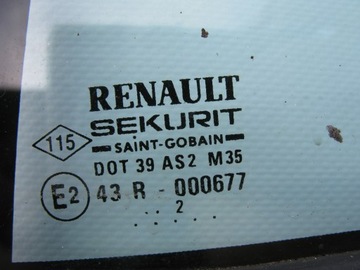 RENAULT
SEKURIT
SAINT-GOBAIN
115
DOT 39 AS2 M35
E2 43 R - 000677
.. 2
.....